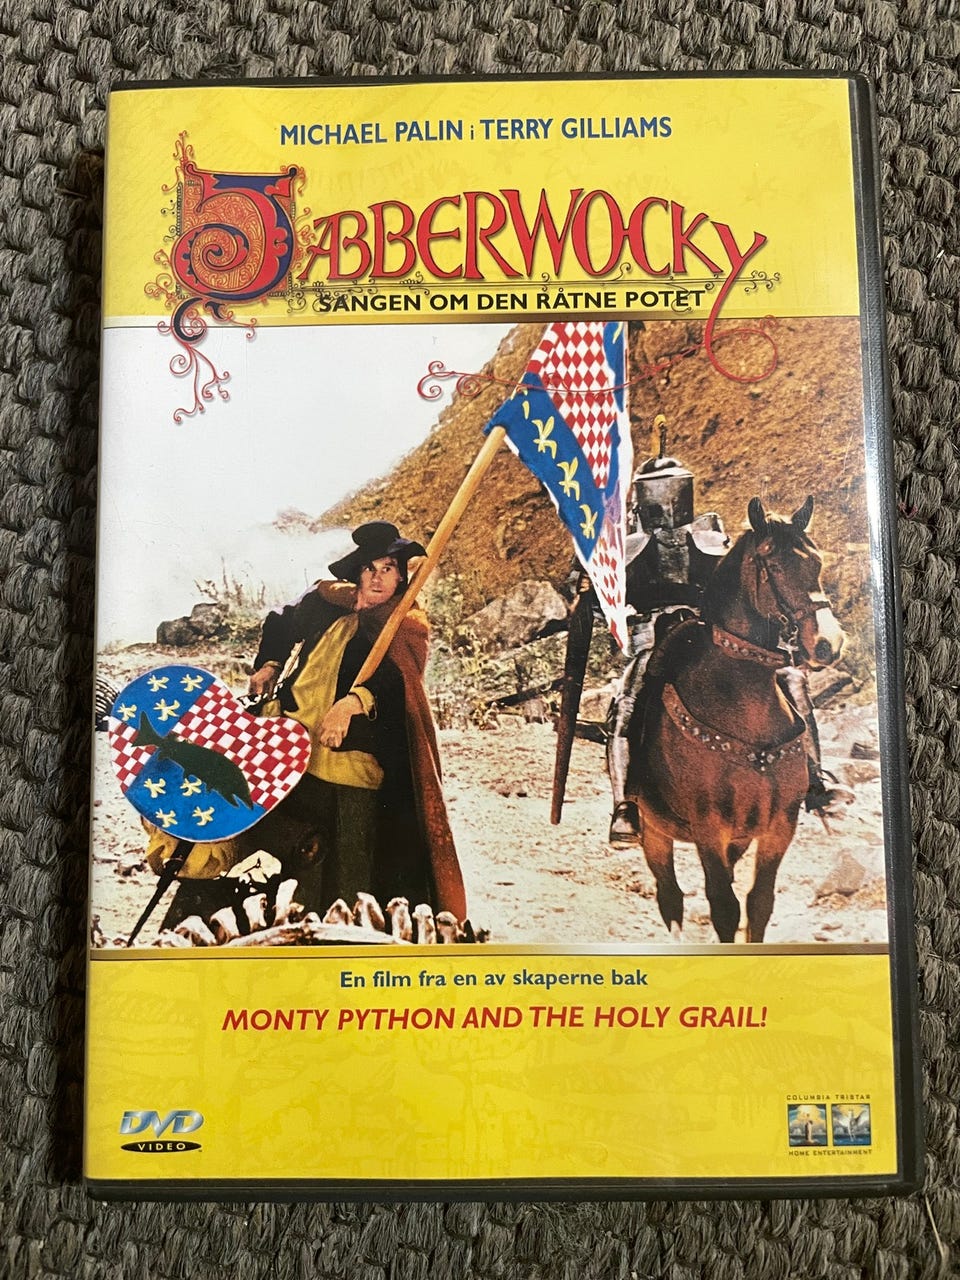 MICHAEL PALIN i TERRY GILLIAMS
JABBERWOCKY
SANGEN OM DEN RÅTNE POTET
En film fra en av skaperne bak
MONTY PYTHON AND THE HOLY GRAIL!
DVD
VIDEO
COLUMBIA TRISTAR
HOME ENTERTAINMENT